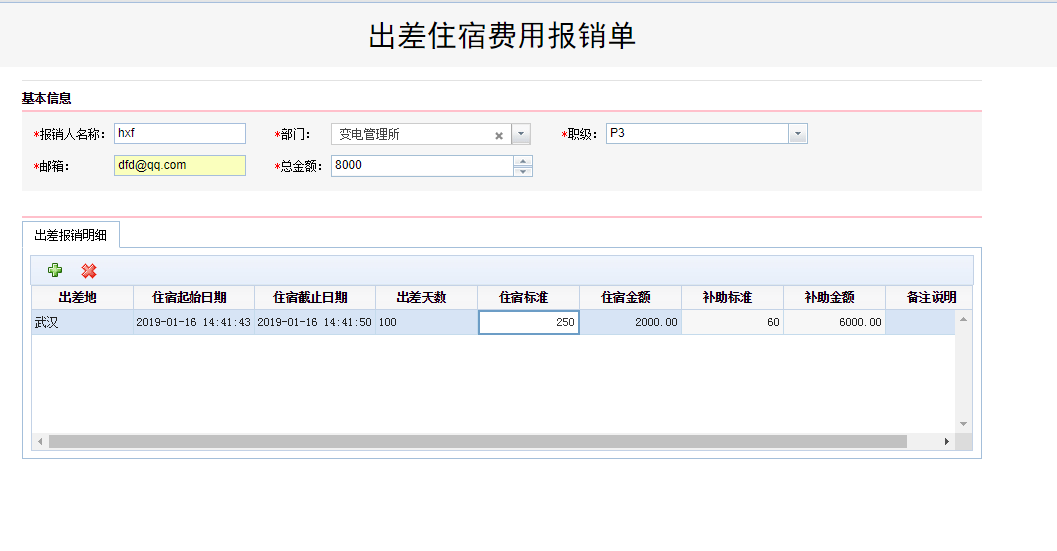 出差住宿费用报销单
基本信息
*报销人名称: hxf *部门: 变电管理所 *职级: P3
*邮箱: dfd@qq.com *总金额: 8000
出差报销明细
出差地 住宿起始日期 住宿截止日期 出差天数 住宿标准 住宿金额 补助标准 补助金额 备注说明
武汉 2019-01-16 14:41:43 2019-01-16 14:41:50 100 250 2000.00 60 6000.00